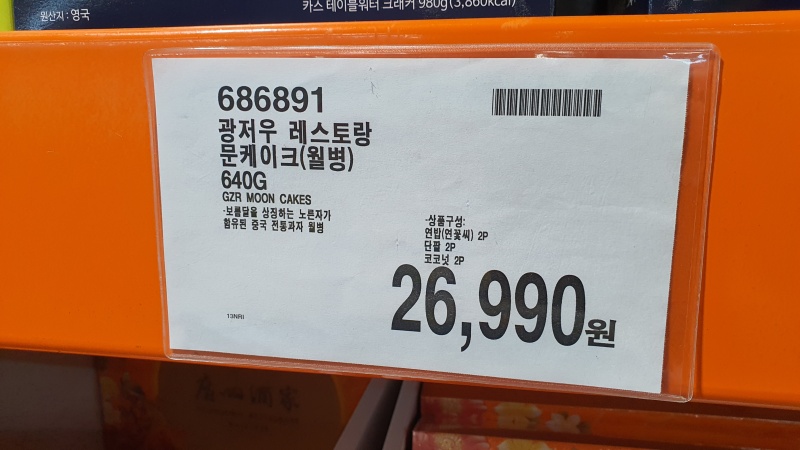 원산지 : 영국
카스 테이블워터 크래커 980g(3,860kcal)
686891
광저우 레스토랑
문케이크(월병)
640G
GZR MOON CAKES
-보름달을 상징하는 노른자가
함유된 중국 전통과자 월병
-상품구성:
연밥(연꽃씨) 2P
단팥 2P
코코넛 2P
26,990원
13NRI